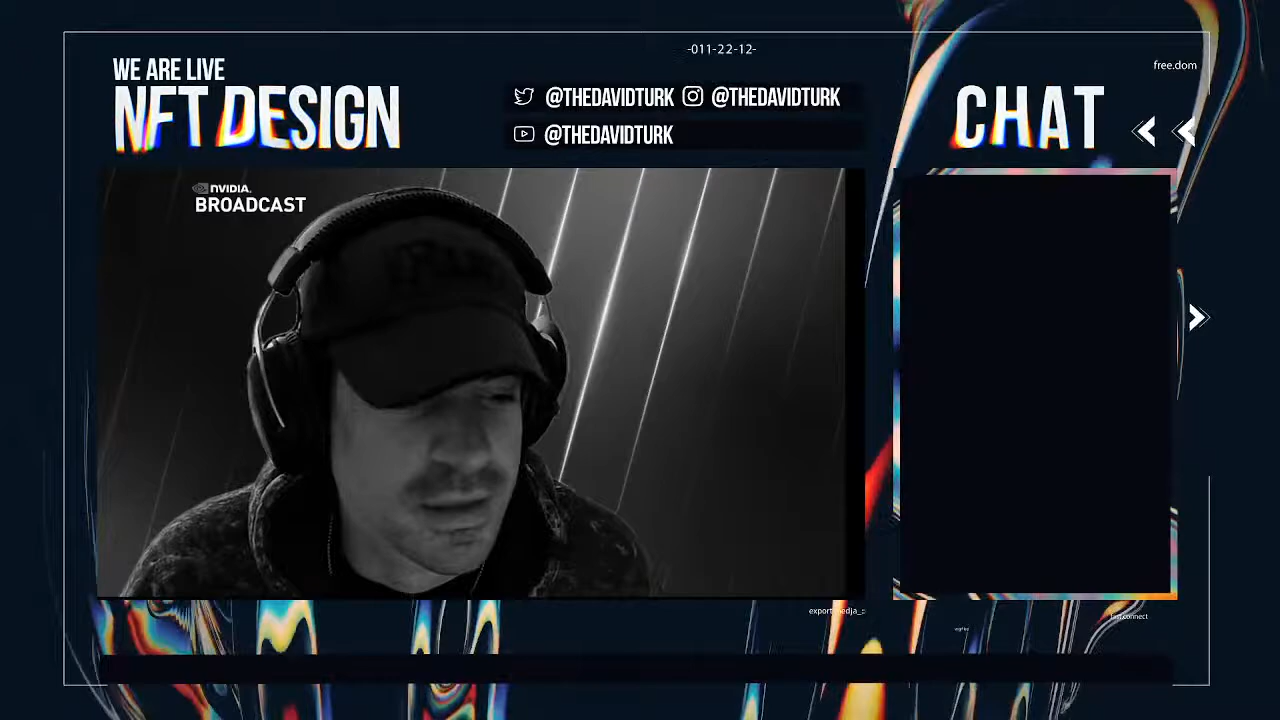 -011-22-12-
free.dom
WE ARE LIVE
NFT DESIGN
@THEDAVIDTURK @THEDAVIDTURK
@THEDAVIDTURK
CHAT
NVIDIA.
BROADCAST